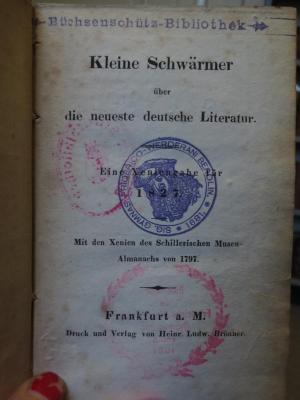 Büchsenschütz-Bibliothek
Kleine Schwärmer
über
die neueste deutsche Literatur.
Eine Xeniengabe für
1827.
Mit den Xenien des Schillerischen Musen-
Almanachs von 1797.
Frankfurt a. M.
Druck und Verlag von Heinr. Ludw. Brönner.